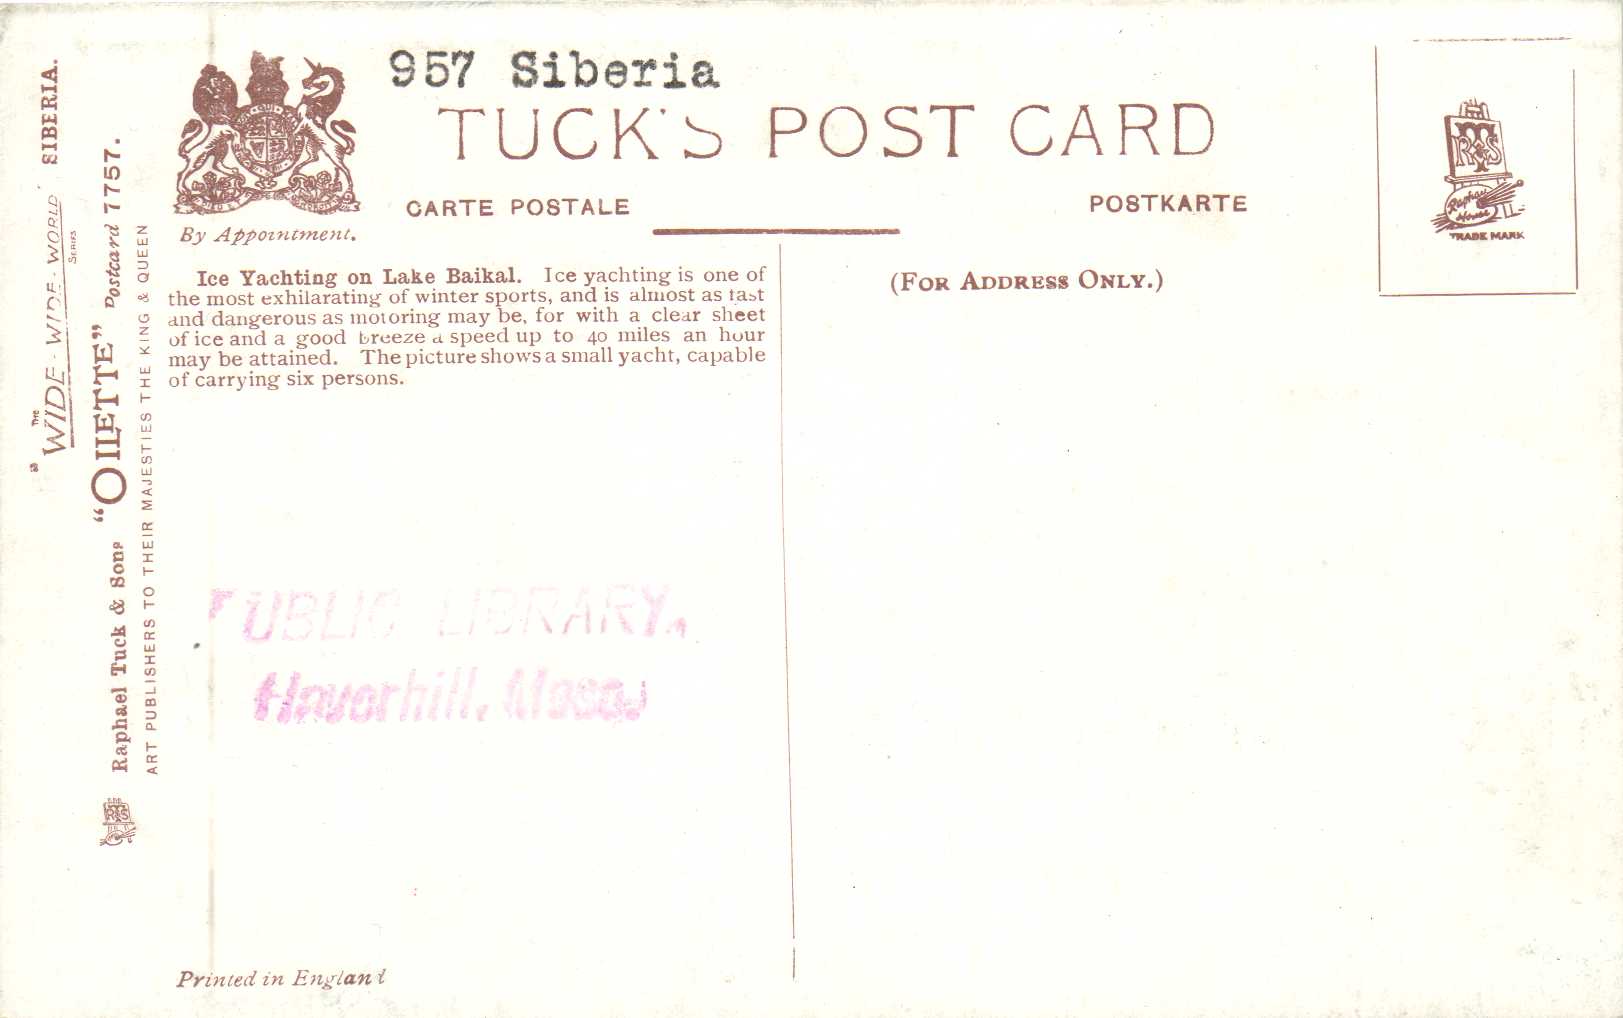 957 Siberia
TUCK'S POST CARD
CARTE POSTALE
POSTKARTE
By Appointment.
Ice Yachting on Lake Baikal. Ice yachting is one of
the most exhilarating of winter sports, and is almost as fast
and dangerous as motoring may be, for with a clear sheet
of ice and a good breeze a speed up to 40 miles an hour
may be attained. The picture shows a small yacht, capable
of carrying six persons.
(FOR ADDRESS ONLY.)
RTS
Raphael
House
TRADE MARK
"THE WIDE-WIDE-WORLD SERIES SIBERIA.
Raphael Tuck & Sons "OILETTE" Postcard 7757.
ART PUBLISHERS TO THEIR MAJESTIES THE KING & QUEEN
RTS
PUBLIC LIBRARY,
Haverhill, Mass.
Printed in England